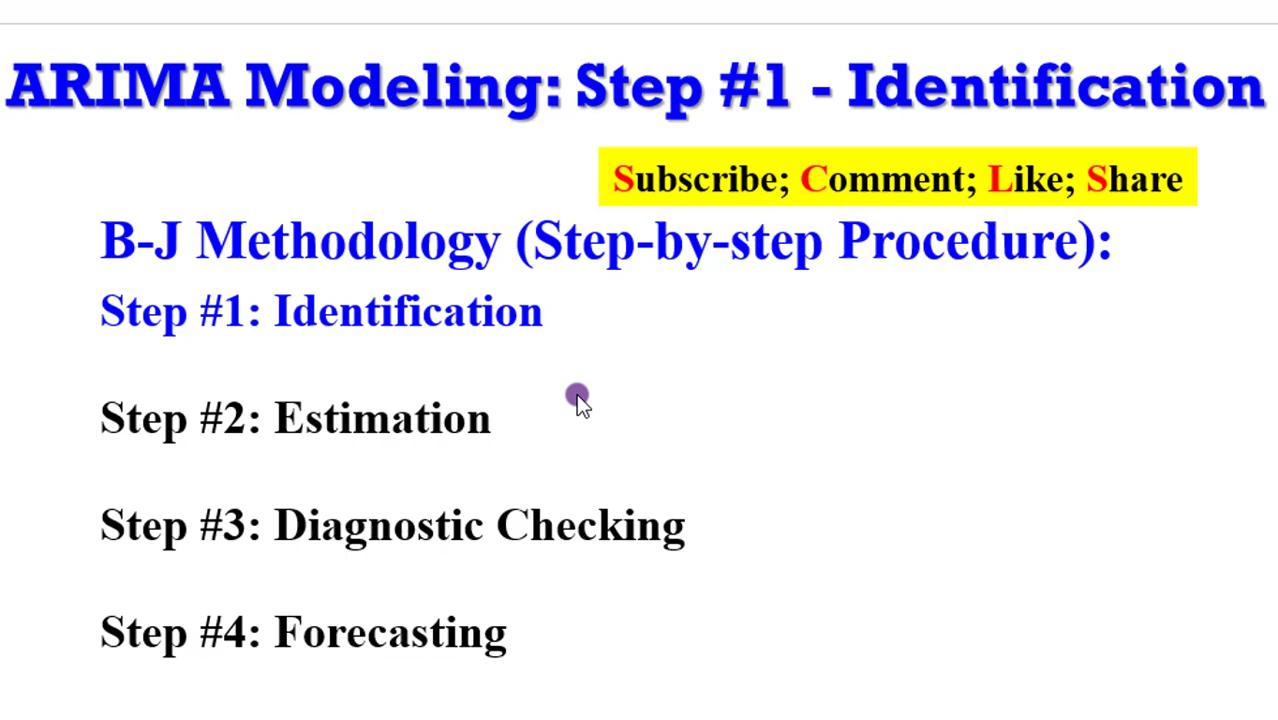 ARIMA Modeling: Step #1 - Identification
Subscribe; Comment; Like; Share
B-J Methodology (Step-by-step Procedure):
Step #1: Identification
Step #2: Estimation
Step #3: Diagnostic Checking
Step #4: Forecasting